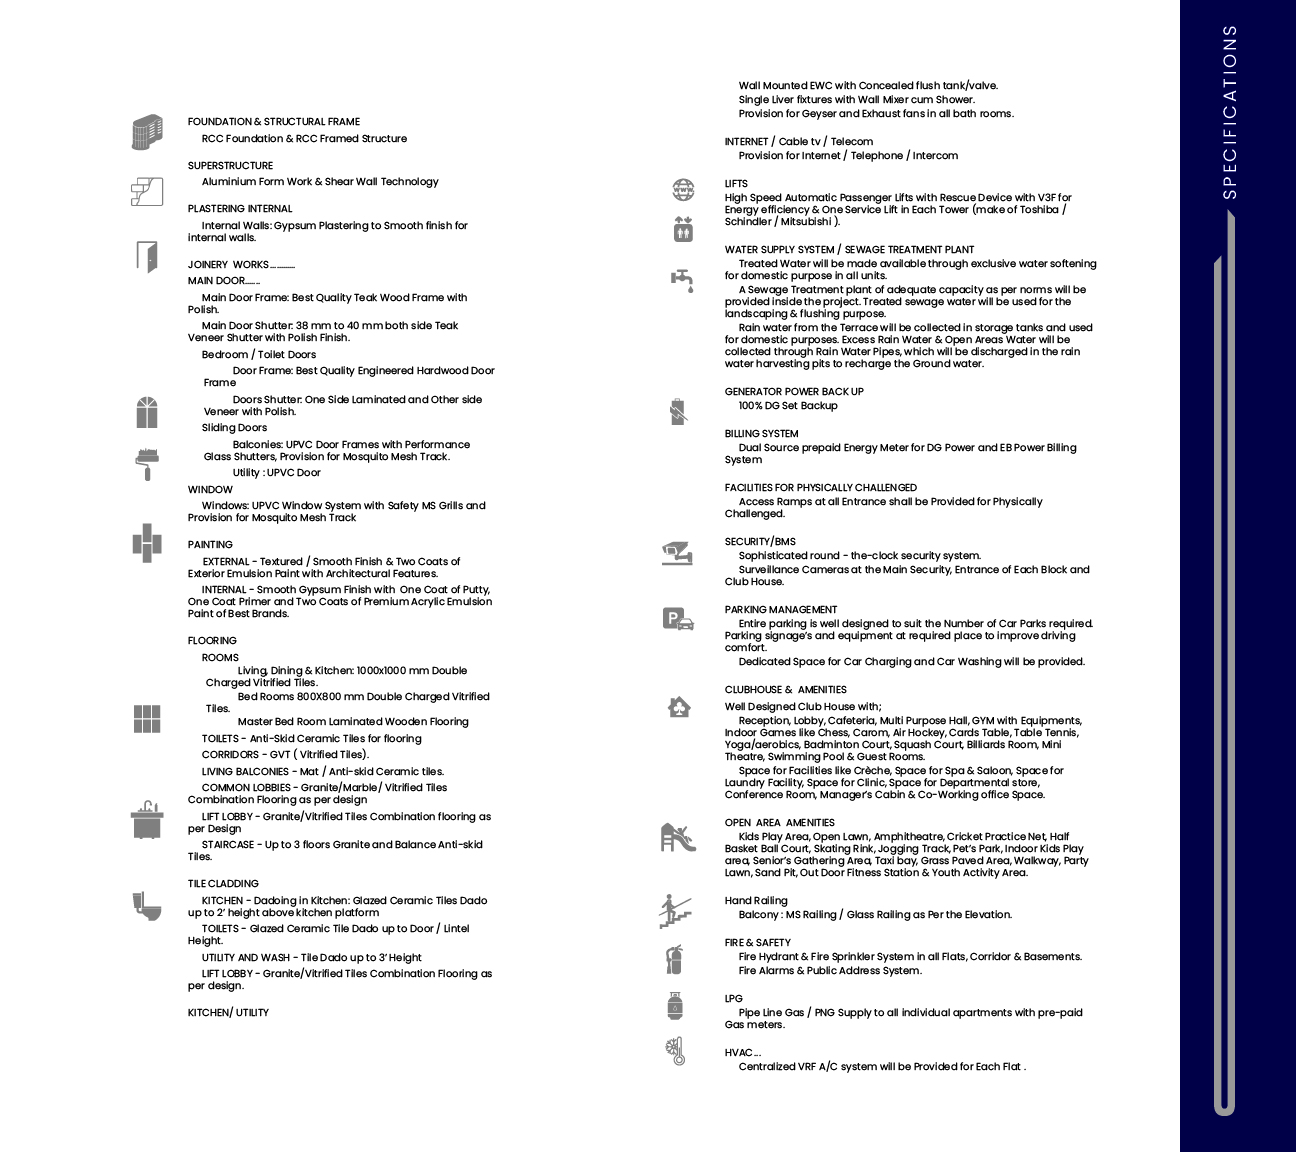 FOUNDATION & STRUCTURAL FRAME
RCC Foundation & RCC Framed Structure
SUPERSTRUCTURE
Aluminium Form Work & Shear Wall Technology
PLASTERING INTERNAL
Internal Walls: Gypsum Plastering to Smooth finish for
internal walls.
JOINERY WORKS..............
MAIN DOOR........
Main Door Frame: Best Quality Teak Wood Frame with
Polish.
Main Door Shutter: 38 mm to 40 mm both side Teak
Veneer Shutter with Polish Finish.
Bedroom / Toilet Doors
Door Frame: Best Quality Engineered Hardwood Door
Frame
Doors Shutter: One Side Laminated and Other side
Veneer with Polish.
Sliding Doors
Balconies: UPVC Door Frames with Performance
Glass Shutters, Provision for Mosquito Mesh Track.
Utility : UPVC Door
WINDOW
Windows: UPVC Window System with Safety MS Grills and
Provision for Mosquito Mesh Track
PAINTING
EXTERNAL - Textured / Smooth Finish & Two Coats of
Exterior Emulsion Paint with Architectural Features.
INTERNAL - Smooth Gypsum Finish with One Coat of Putty,
One Coat Primer and Two Coats of Premium Acrylic Emulsion
Paint of Best Brands.
FLOORING
ROOMS
Living, Dining & Kitchen: 1000x1000 mm Double
Charged Vitrified Tiles.
Bed Rooms 800X800 mm Double Charged Vitrified
Tiles.
Master Bed Room Laminated Wooden Flooring
TOILETS - Anti-Skid Ceramic Tiles for flooring
CORRIDORS - GVT ( Vitrified Tiles).
LIVING BALCONIES - Mat / Anti-skid Ceramic tiles.
COMMON LOBBIES - Granite/Marble/ Vitrified Tiles
Combination Flooring as per design
LIFT LOBBY - Granite/Vitrified Tiles Combination flooring as
per Design
STAIRCASE - Up to 3 floors Granite and Balance Anti-skid
Tiles.
TILE CLADDING
KITCHEN - Dadoing in Kitchen: Glazed Ceramic Tiles Dado
up to 2' height above kitchen platform
TOILETS - Glazed Ceramic Tile Dado up to Door / Lintel
Height.
UTILITY AND WASH - Tile Dado up to 3' Height
LIFT LOBBY - Granite/Vitrified Tiles Combination Flooring as
per design.
KITCHEN/ UTILITY
Wall Mounted EWC with Concealed flush tank/valve.
Single Liver fixtures with Wall Mixer cum Shower.
Provision for Geyser and Exhaust fans in all bath rooms.
INTERNET / Cable tv / Telecom
Provision for Internet / Telephone / Intercom
LIFTS
High Speed Automatic Passenger Lifts with Rescue Device with V3F for
Energy efficiency & One Service Lift in Each Tower (make of Toshiba /
Schindler / Mitsubishi ).
WATER SUPPLY SYSTEM / SEWAGE TREATMENT PLANT
Treated Water will be made available through exclusive water softening
for domestic purpose in all units.
A Sewage Treatment plant of adequate capacity as per norms will be
provided inside the project. Treated sewage water will be used for the
landscaping & flushing purpose.
Rain water from the Terrace will be collected in storage tanks and used
for domestic purposes. Excess Rain Water & Open Areas Water will be
collected through Rain Water Pipes, which will be discharged in the rain
water harvesting pits to recharge the Ground water.
GENERATOR POWER BACK UP
100% DG Set Backup
BILLING SYSTEM
Dual Source prepaid Energy Meter for DG Power and EB Power Billing
System
FACILITIES FOR PHYSICALLY CHALLENGED
Access Ramps at all Entrance shall be Provided for Physically
Challenged.
SECURITY/BMS
Sophisticated round - the-clock security system.
Surveillance Cameras at the Main Security, Entrance of Each Block and
Club House.
PARKING MANAGEMENT
Entire parking is well designed to suit the Number of Car Parks required.
Parking signage's and equipment at required place to improve driving
comfort.
Dedicated Space for Car Charging and Car Washing will be provided.
CLUBHOUSE & AMENITIES
Well Designed Club House with;
Reception, Lobby, Cafeteria, Multi Purpose Hall, GYM with Equipments,
Indoor Games like Chess, Carom, Air Hockey, Cards Table, Table Tennis,
Yoga/aerobics, Badminton Court, Squash Court, Billiards Room, Mini
Theatre, Swimming Pool & Guest Rooms.
Space for Facilities like Crèche, Space for Spa & Saloon, Space for
Laundry Facility, Space for Clinic, Space for Departmental store,
Conference Room, Manager's Cabin & Co-Working office Space.
OPEN AREA AMENITIES
Kids Play Area, Open Lawn, Amphitheatre, Cricket Practice Net, Half
Basket Ball Court, Skating Rink, Jogging Track, Pet's Park, Indoor Kids Play
area, Senior's Gathering Area, Taxi bay, Grass Paved Area, Walkway, Party
Lawn, Sand Pit, Out Door Fitness Station & Youth Activity Area.
Hand Railing
Balcony : MS Railing / Glass Railing as Per the Elevation.
FIRE & SAFETY
Fire Hydrant & Fire Sprinkler System in all Flats, Corridor & Basements.
Fire Alarms & Public Address System.
LPG
Pipe Line Gas / PNG Supply to all individual apartments with pre-paid
Gas meters.
HVAC...
Centralized VRF A/C system will be Provided for Each Flat .
SPECIFICATIONS
WWW
P